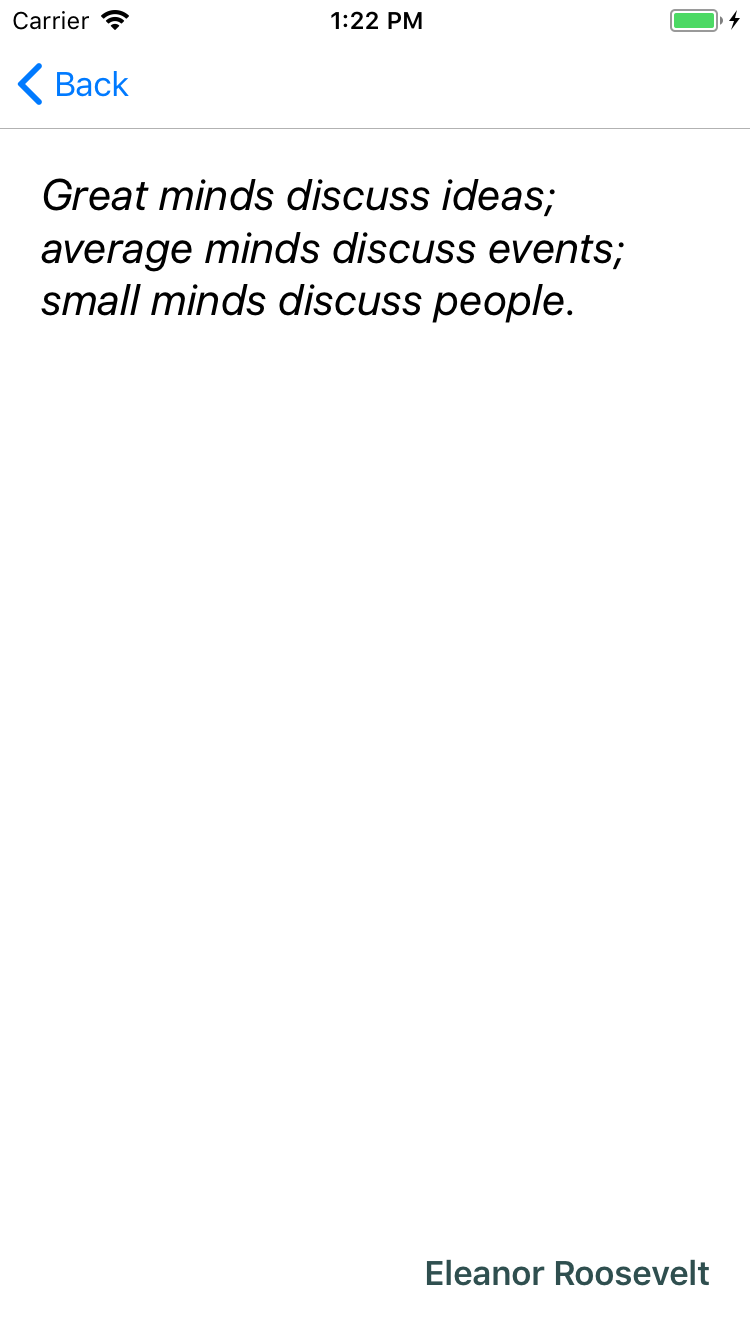 Carrier 1:22 PM
Back
Great minds discuss ideas;
average minds discuss events;
small minds discuss people.
Eleanor Roosevelt